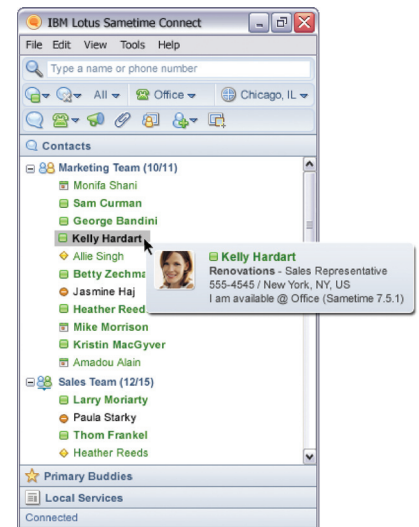 IBM Lotus Sametime Connect
File Edit View Tools Help
Type a name or phone number
All Office Chicago, IL
Contacts
Marketing Team (10/11)
Monifa Shani
Sam Curman
George Bandini
Kelly Hardart
Allie Singh
Kelly Hardart
Renovations - Sales Representative
555-4545 / New York, NY, US
I am available @ Office (Sametime 7.5.1)
Betty Zechma
Jasmine Haj
Heather Reed
Mike Morrison
Kristin MacGyver
Amadou Alain
Sales Team (12/15)
Larry Moriarty
Paula Starky
Thom Frankel
Heather Reeds
Primary Buddies
Local Services
Connected